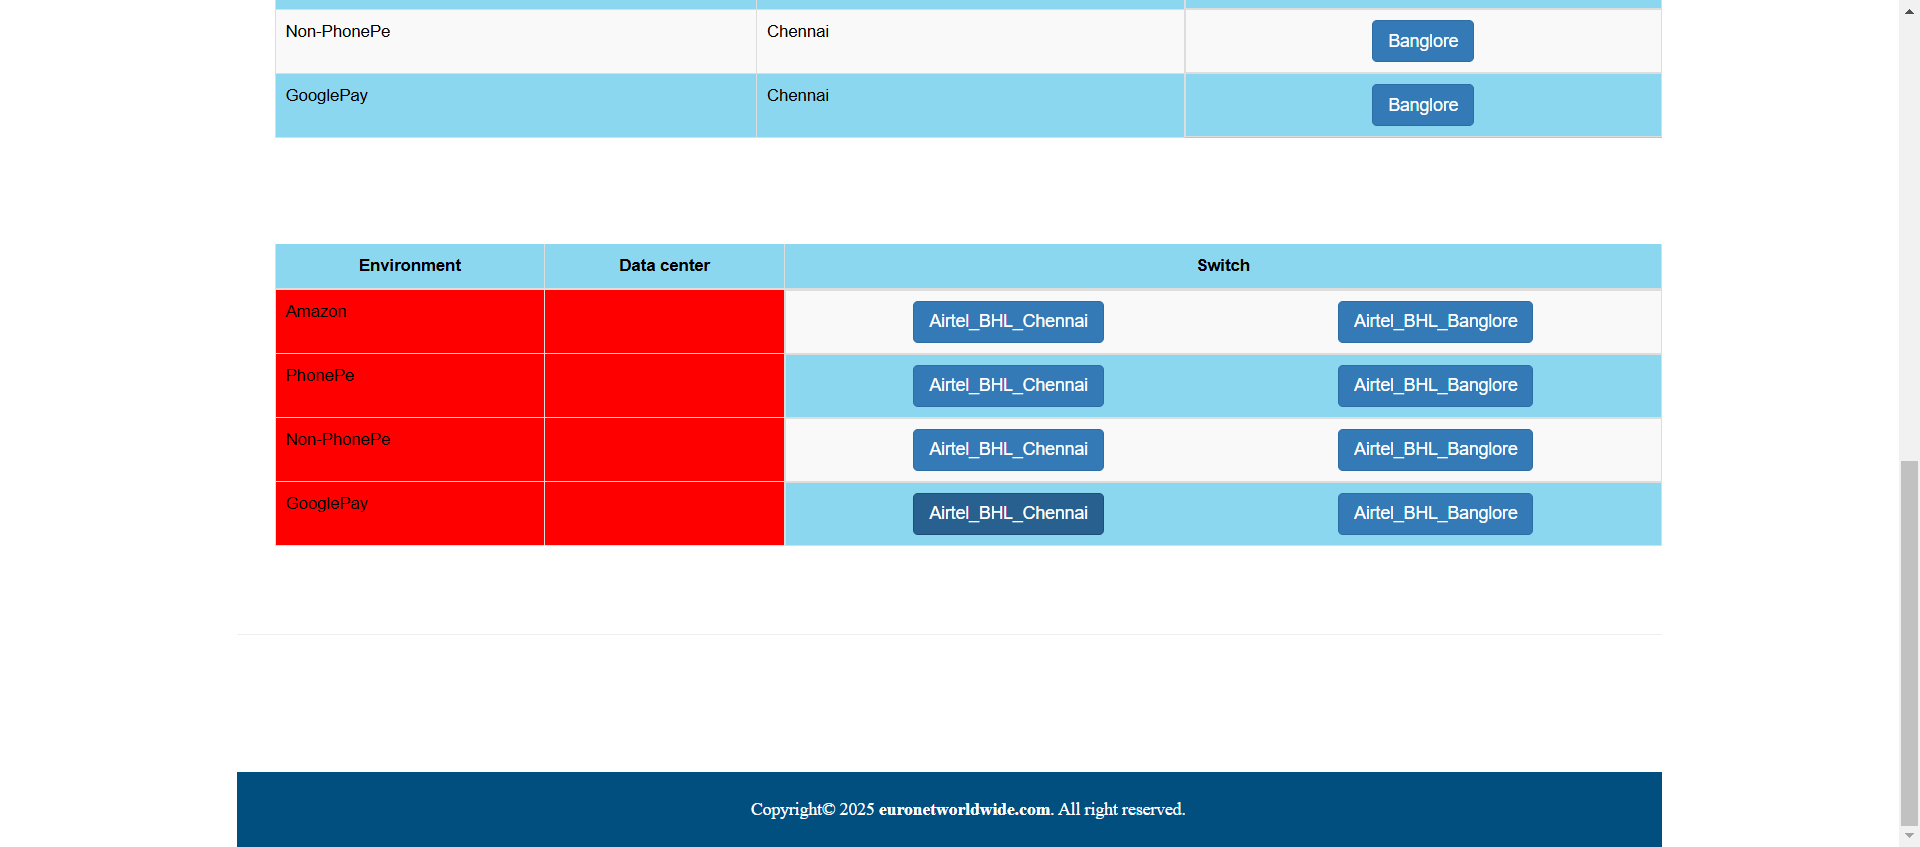 Non-PhonePe Chennai Banglore
GooglePay Chennai Banglore
Environment Data center Switch
Amazon Airtel_BHL_Chennai Airtel_BHL_Banglore
PhonePe Airtel_BHL_Chennai Airtel_BHL_Banglore
Non-PhonePe Airtel_BHL_Chennai Airtel_BHL_Banglore
GooglePay Airtel_BHL_Chennai Airtel_BHL_Banglore
Copyright© 2025 euronetworldwide.com. All right reserved.